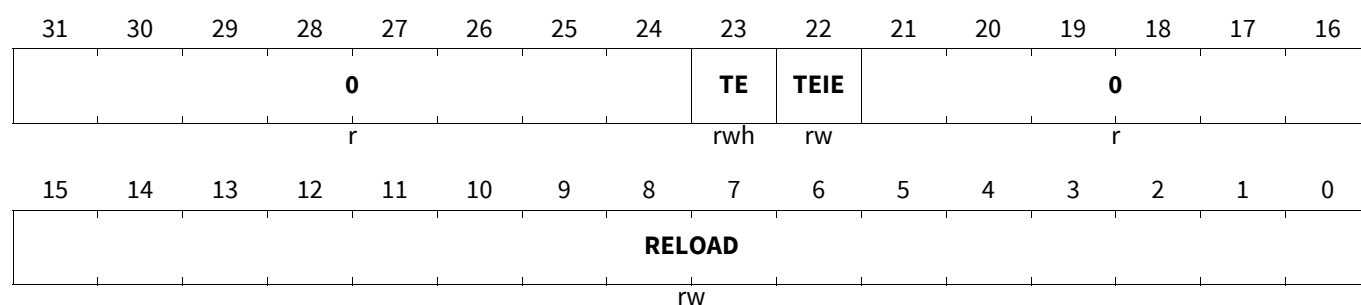 31 30 29 28 27 26 25 24 23 22 21 20 19 18 17 16
0 TE TEIE 0
r rwh rw r
15 14 13 12 11 10 9 8 7 6 5 4 3 2 1 0
RELOAD
rw